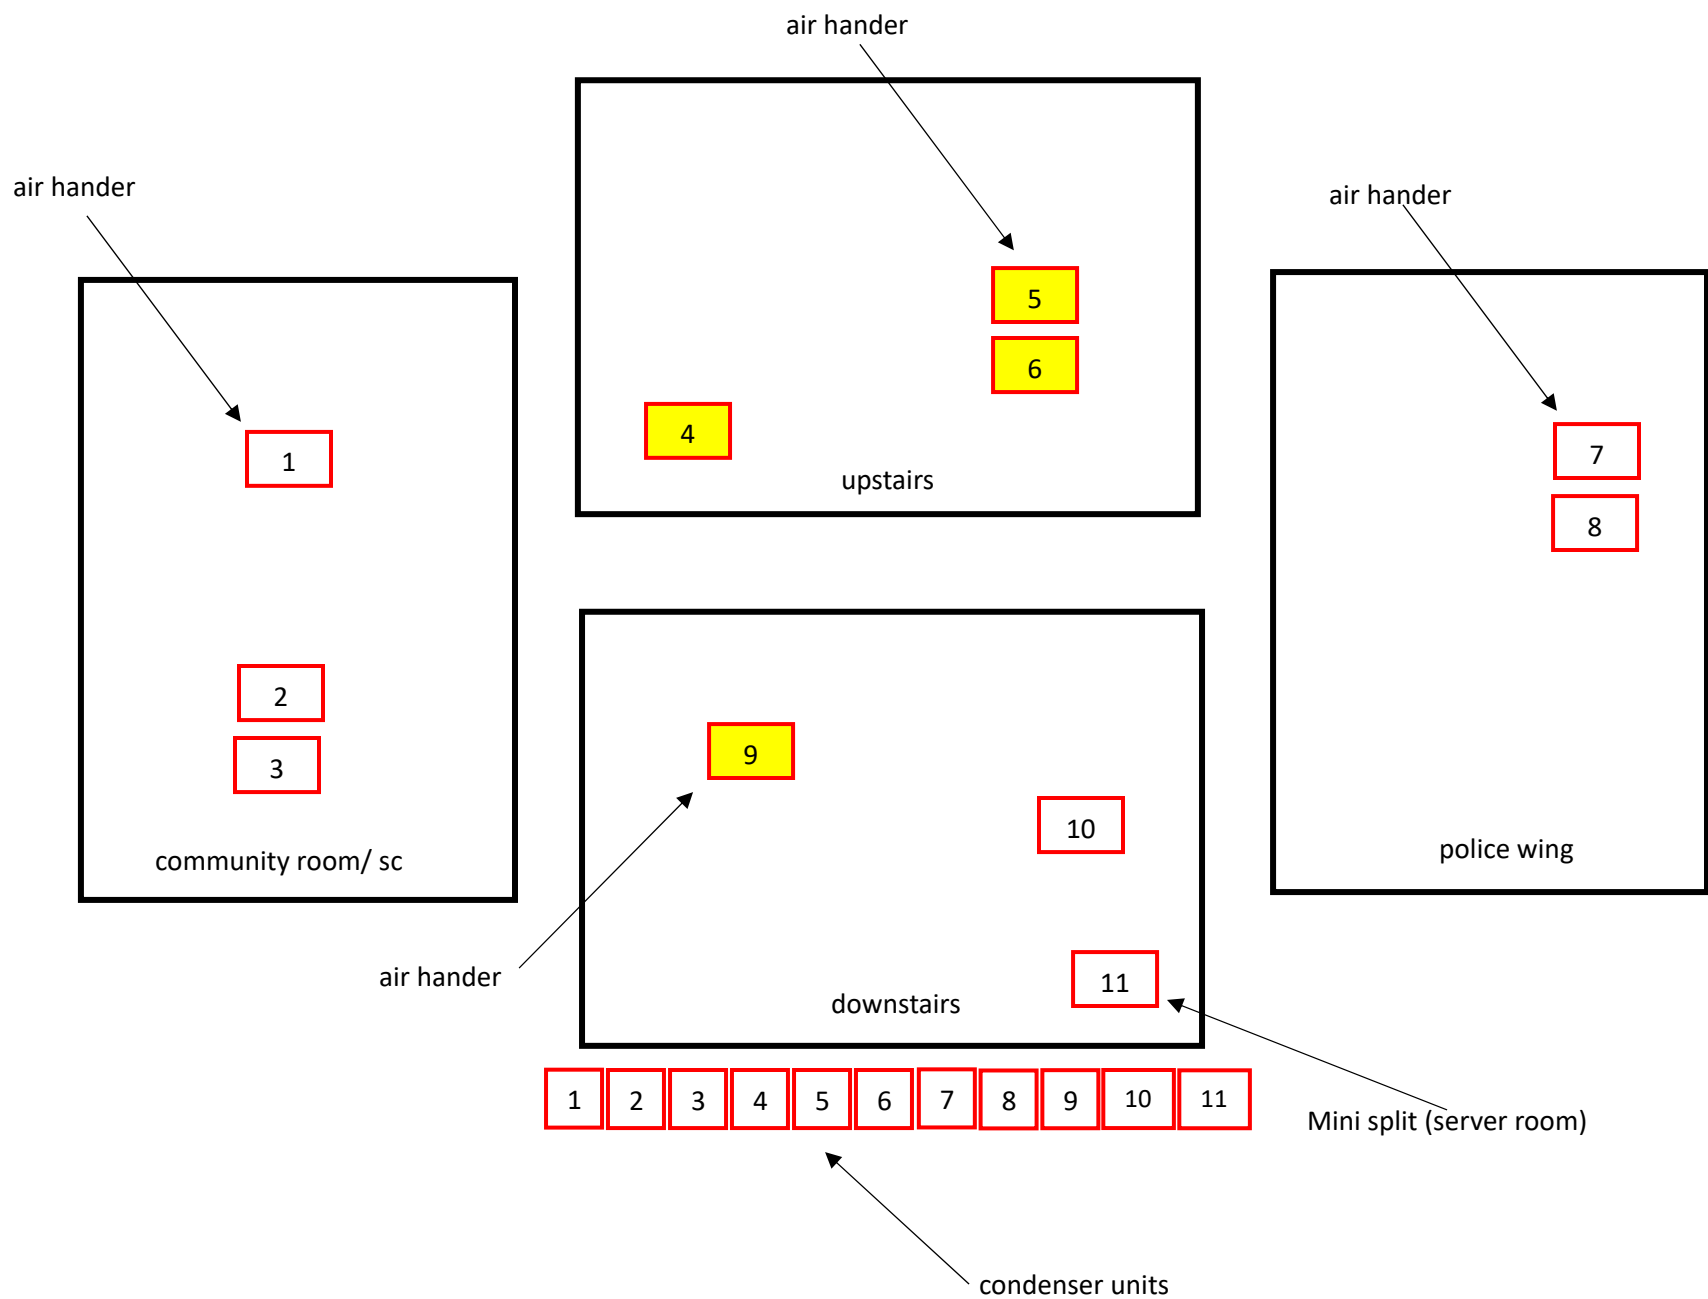 air hander
air hander
air hander
5
6
4
upstairs
1
2
3
community room/ sc
7
8
police wing
9
10
11
downstairs
air hander
1 2 3 4 5 6 7 8 9 10 11
Mini split (server room)
condenser units